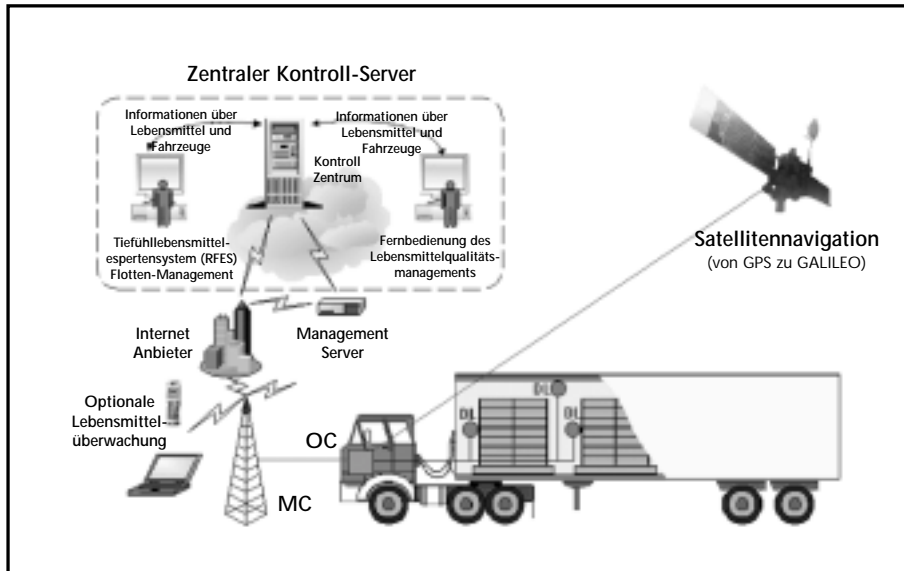 Zentraler Kontroll-Server
Informationen über
Lebensmittel und
Fahrzeuge
Informationen über
Lebensmittel und
Fahrzeuge
Kontroll
Zentrum
Tiefühllebensmittel-
espertensystem (RFES)
Flotten-Management
Fernbedienung des
Lebensmittelqualitäts-
managements
Satellitennavigation
(von GPS zu GALILEO)
Internet
Anbieter
Management
Server
Optionale
Lebensmittel-
überwachung
OC
MC
DL
DL
DL